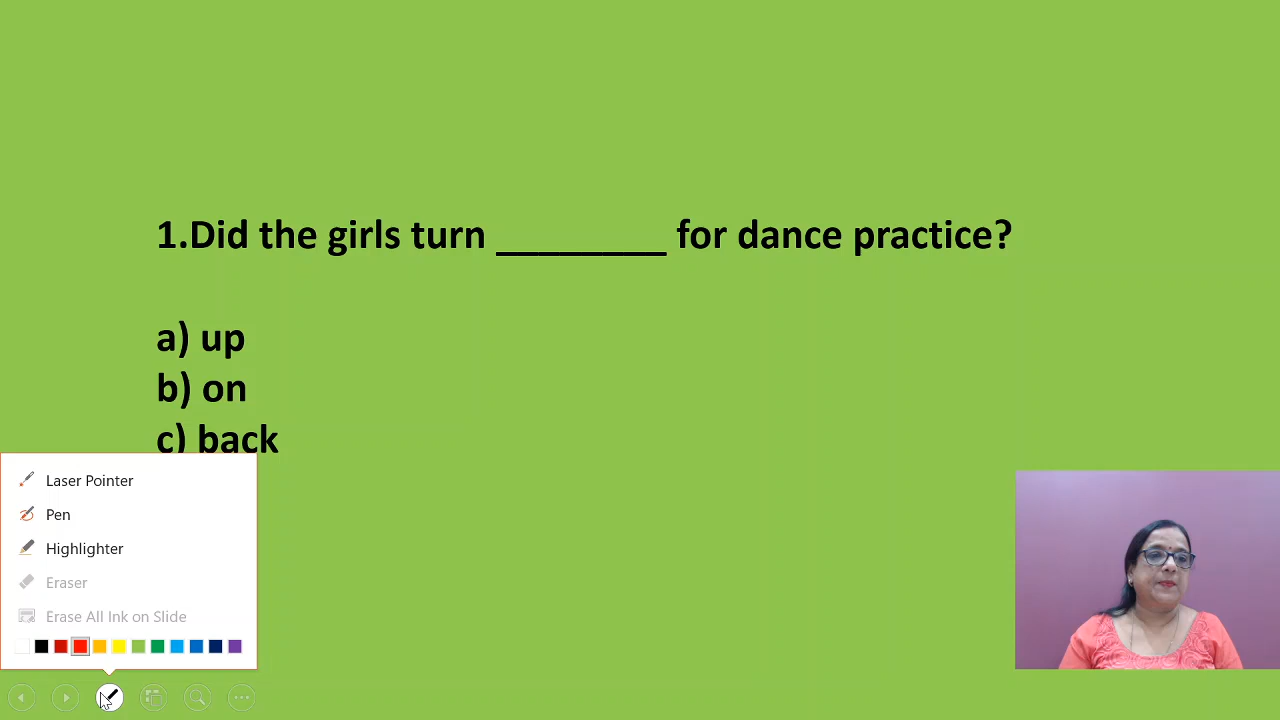 1.Did the girls turn ________ for dance practice?
a) up
b) on
c) back
Laser Pointer
Pen
Highlighter
Eraser
Erase All Ink on Slide